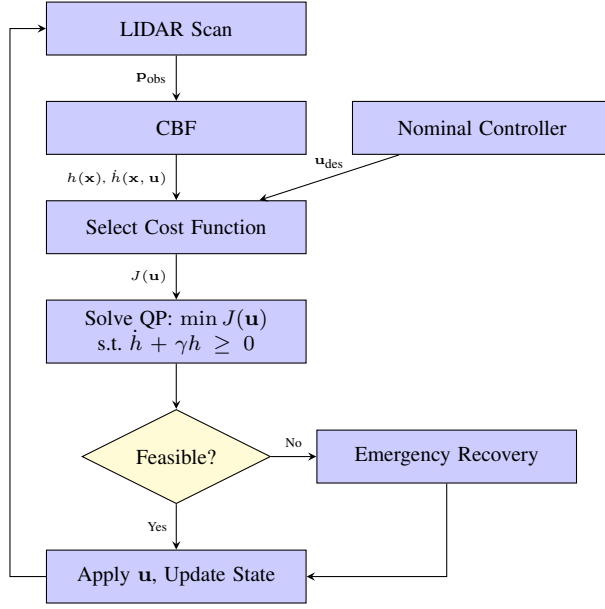 LIDAR Scan
p_obs
CBF
Nominal Controller
h(x), ḣ(x, u)
u_des
Select Cost Function
J(u)
Solve QP: min J(u)
s.t. ḣ + γh ≥ 0
Feasible?
No
Emergency Recovery
Yes
Apply u, Update State